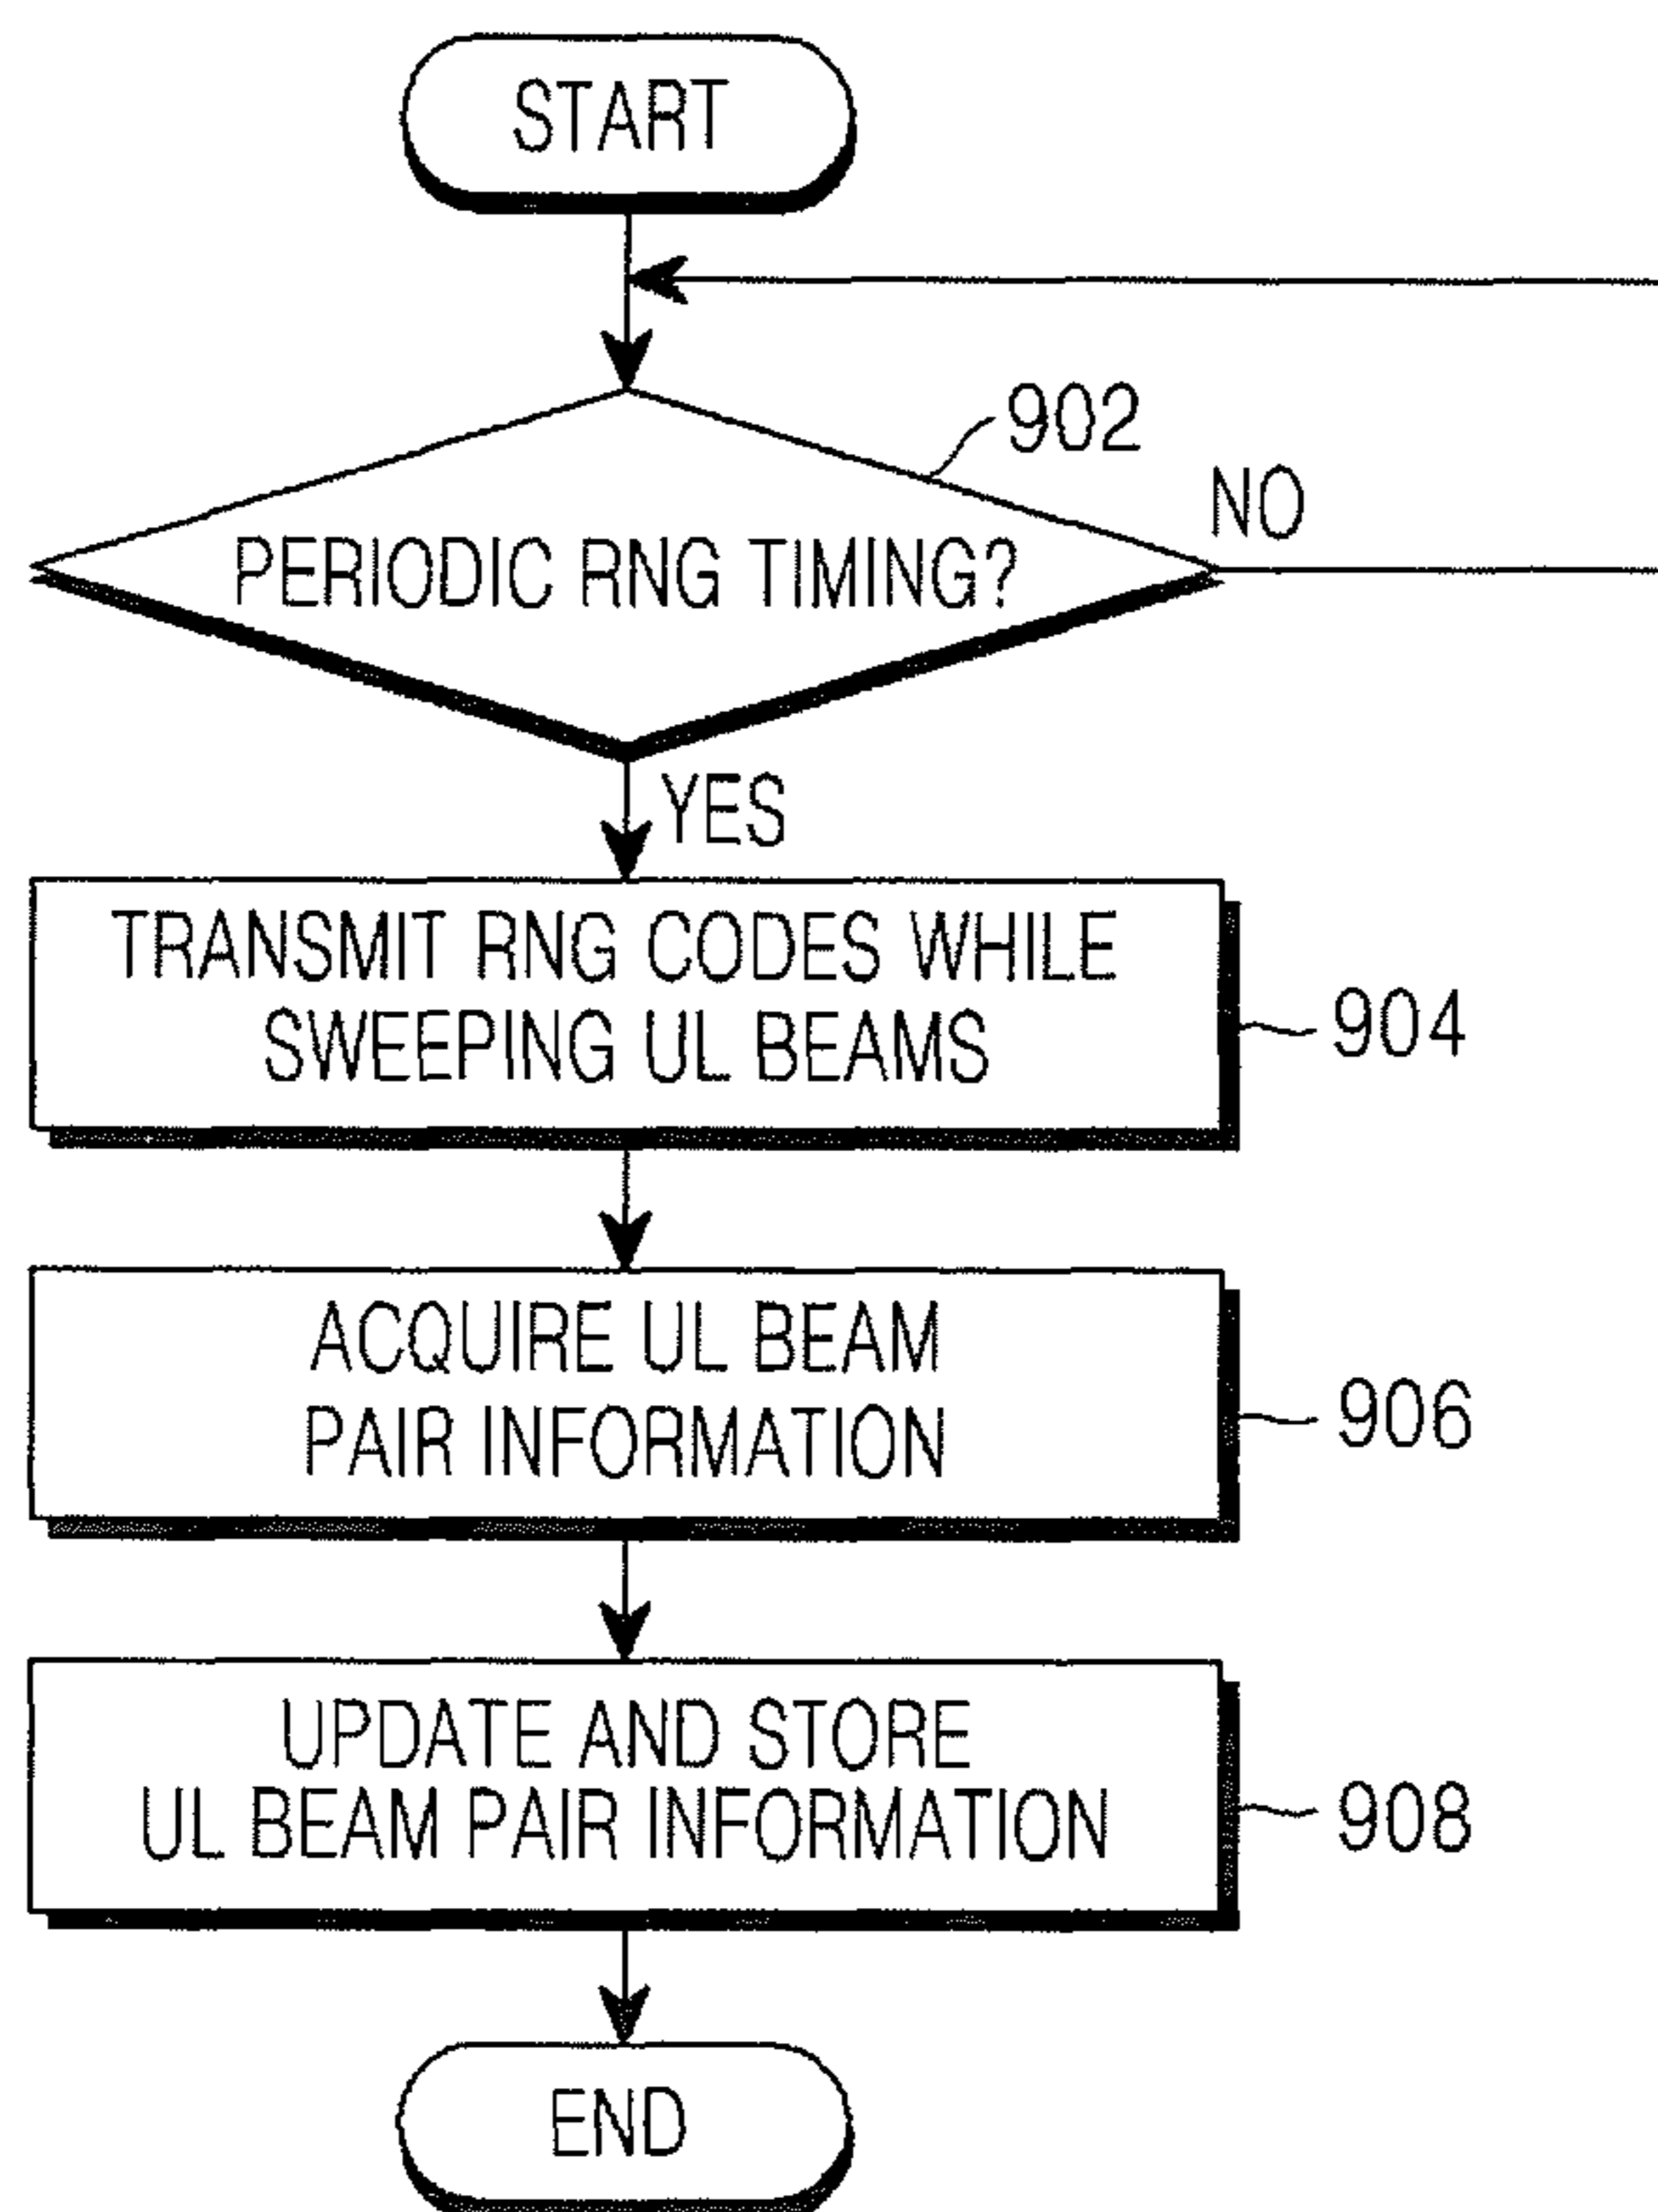 START
902
NO
PERIODIC RNG TIMING?
YES
TRANSMIT RNG CODES WHILE
SWEEPING UL BEAMS
904
ACQUIRE UL BEAM
PAIR INFORMATION
906
UPDATE AND STORE
UL BEAM PAIR INFORMATION
908
END